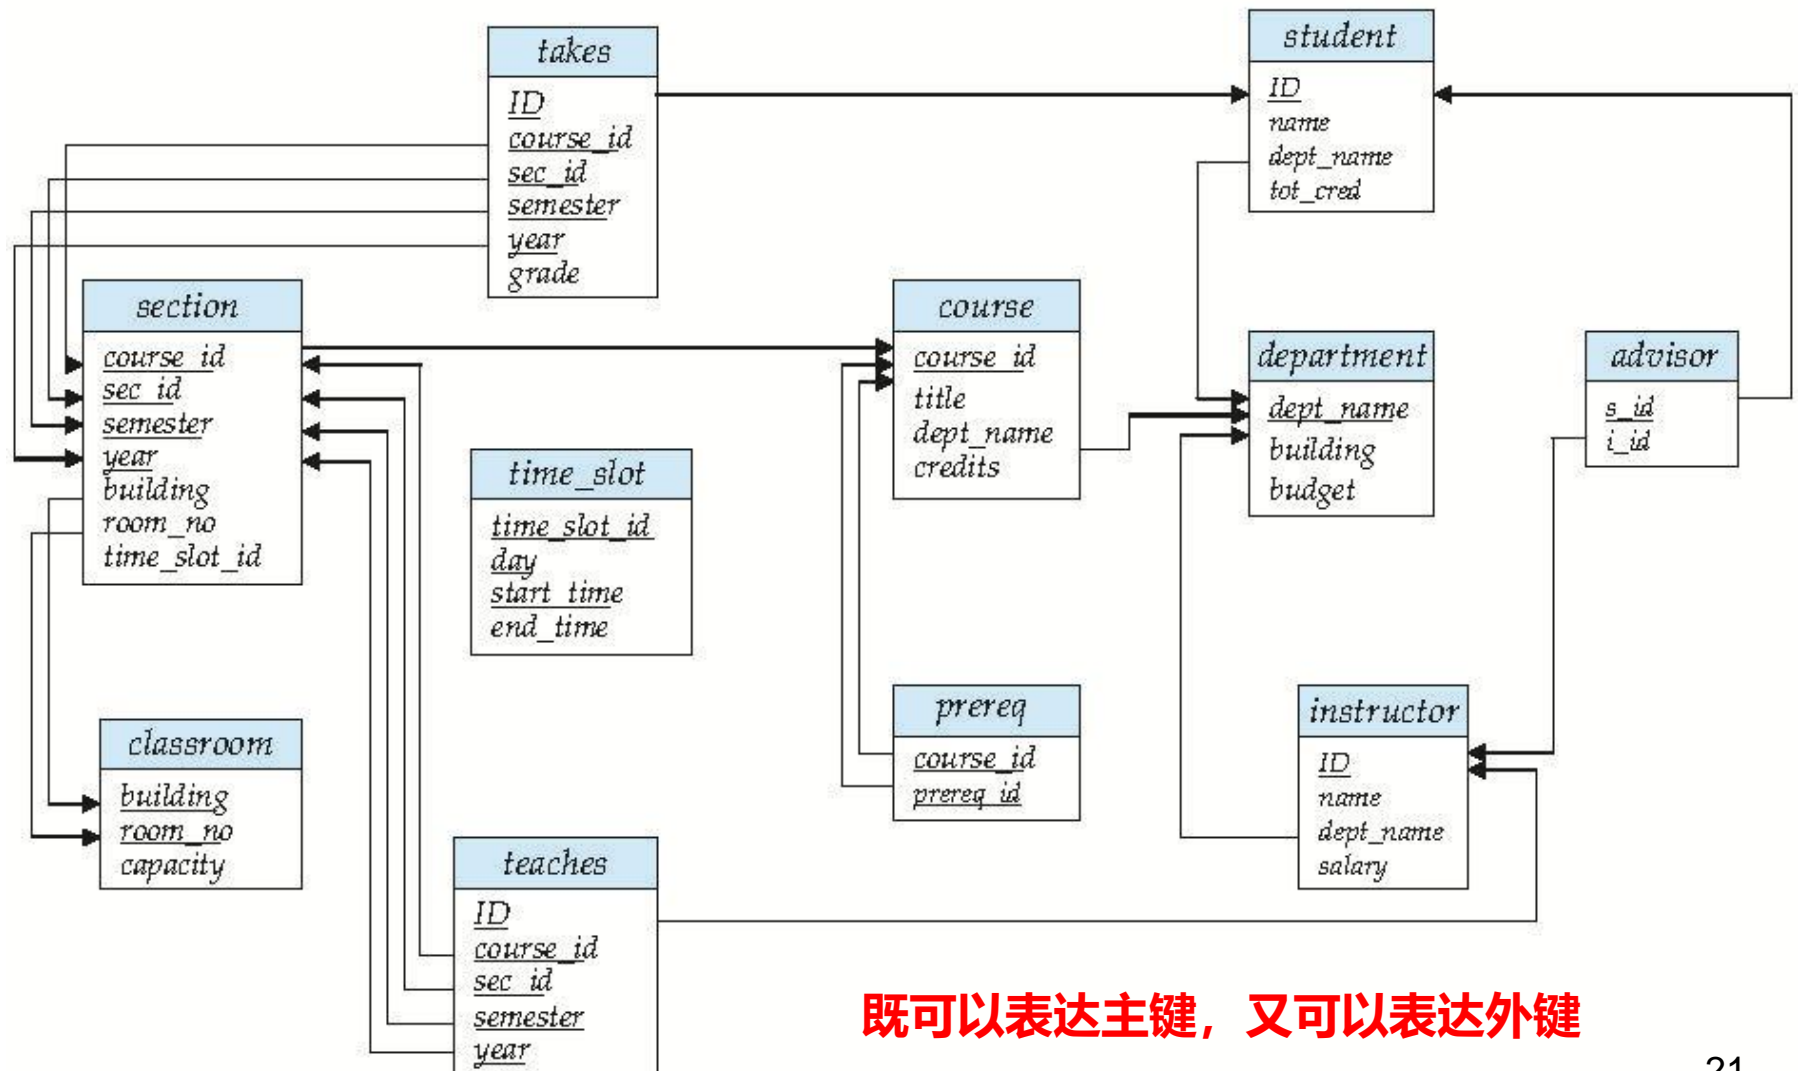 takes
ID
course_id
sec_id
semester
year
grade
student
ID
name
dept_name
tot_cred
section
course_id
sec_id
semester
year
building
room_no
time_slot_id
time_slot
time_slot_id
day
start_time
end_time
course
course_id
title
dept_name
credits
department
dept_name
building
budget
advisor
s_id
i_id
classroom
building
room_no
capacity
prereq
course_id
prereq_id
instructor
ID
name
dept_name
salary
teaches
ID
course_id
sec_id
semester
year
既可以表达主键，又可以表达外键
21